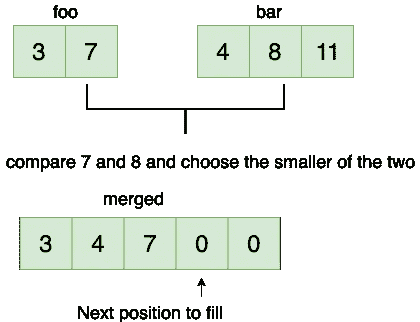 foo bar
3 7 4 8 11
compare 7 and 8 and choose the smaller of the two
merged
3 4 7 0 0
Next position to fill